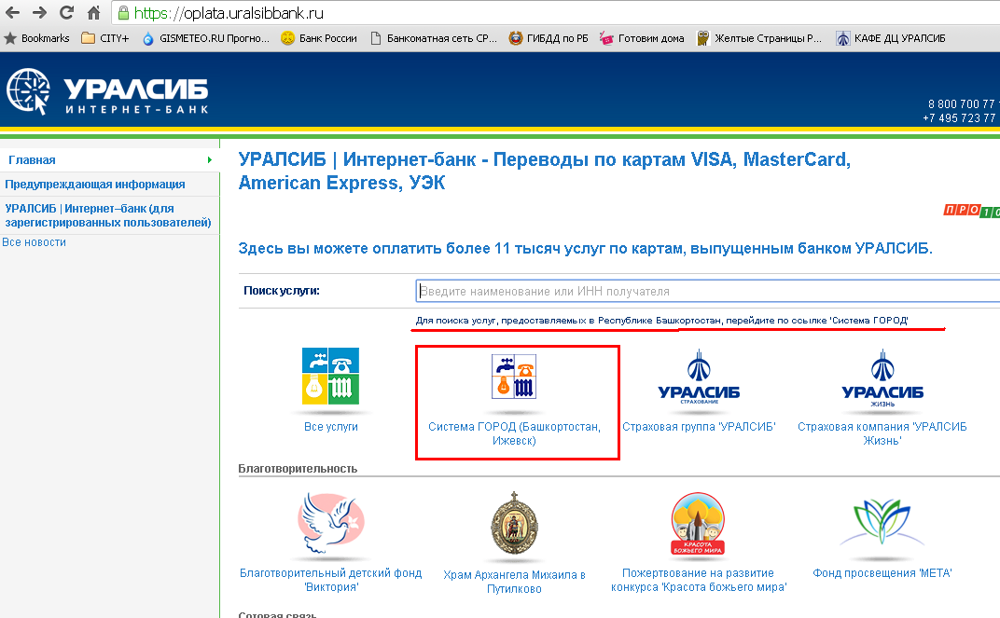 https://oplata.uralsibbank.ru
Bookmarks CITY+ GISMETEO.RU Прогно... Банк России Банкоматная сеть СР... ГИБДД по РБ Готовим дома Желтые Страницы Р... КАФЕ ДЦ УРАЛСИБ
УРАЛСИБ
ИНТЕРНЕТ-БАНК
8 800 700 77
+7 495 723 77
Главная
Предупреждающая информация
УРАЛСИБ | Интернет–банк (для
зарегистрированных пользователей)
Все новости
УРАЛСИБ | Интернет-банк - Переводы по картам VISA, MasterCard,
American Express, УЭК
ПРО10
Здесь вы можете оплатить более 11 тысяч услуг по картам, выпущенным банком УРАЛСИБ.
Поиск услуги:
Введите наименование или ИНН получателя
Для поиска услуг, предоставляемых в Республике Башкортостан, перейдите по ссылке 'Система ГОРОД'
УРАЛСИБ
СТРАХОВАНИЕ
УРАЛСИБ
ЖИЗНЬ
Все услуги
Система ГОРОД (Башкортостан,
Ижевск)
Страховая группа 'УРАЛСИБ'
Страховая компания 'УРАЛСИБ
Жизнь'
Благотворительность
КРАСОТА
БОЖЬЕГО МИРА
Благотворительный детский фонд
'Виктория'
Храм Архангела Михаила в
Путилково
Пожертвование на развитие
конкурса 'Красота божьего мира'
Фонд просвещения 'МЕТА'
Сотовая связь